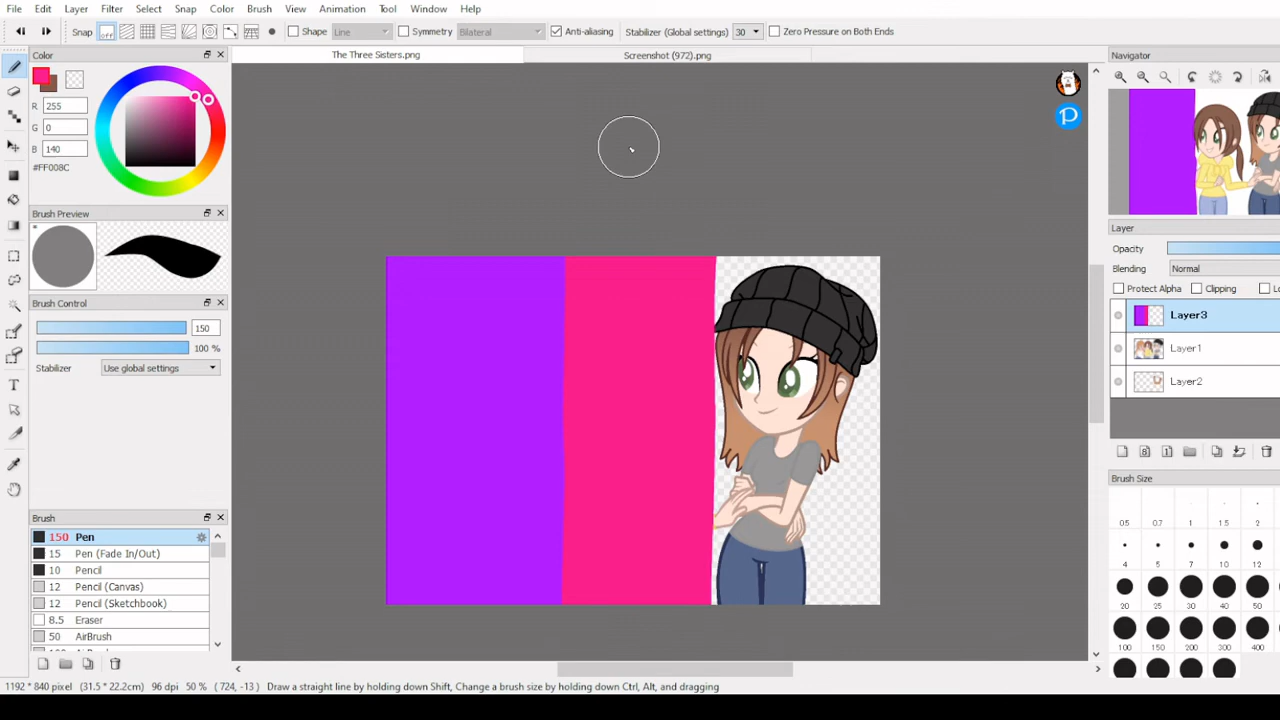 File Edit Layer Filter Select Snap Color Brush View Animation Tool Window Help
Snap off Shape Line Symmetry Bilateral Anti-aliasing Stabilizer (Global settings) 30 Zero Pressure on Both Ends
Color
The Three Sisters.png
Screenshot (972).png
Navigator
R 255
G 0
B 140
#FF008C
Brush Preview
Layer
Opacity
Blending Normal
Protect Alpha Clipping Lo
Layer3
Layer1
Layer2
Brush Control
150
100 %
Stabilizer Use global settings
Brush Size
0.5 0.7 1 1.5 2
4 5 7 10 12
20 25 30 40 50
100 150 200 300 400
Brush
150 Pen
15 Pen (Fade In/Out)
10 Pencil
12 Pencil (Canvas)
12 Pencil (Sketchbook)
8.5 Eraser
50 AirBrush
1192 * 840 pixel (31.5 * 22.2cm) 96 dpi 50 % (724, -13) Draw a straight line by holding down Shift, Change a brush size by holding down Ctrl, Alt, and dragging